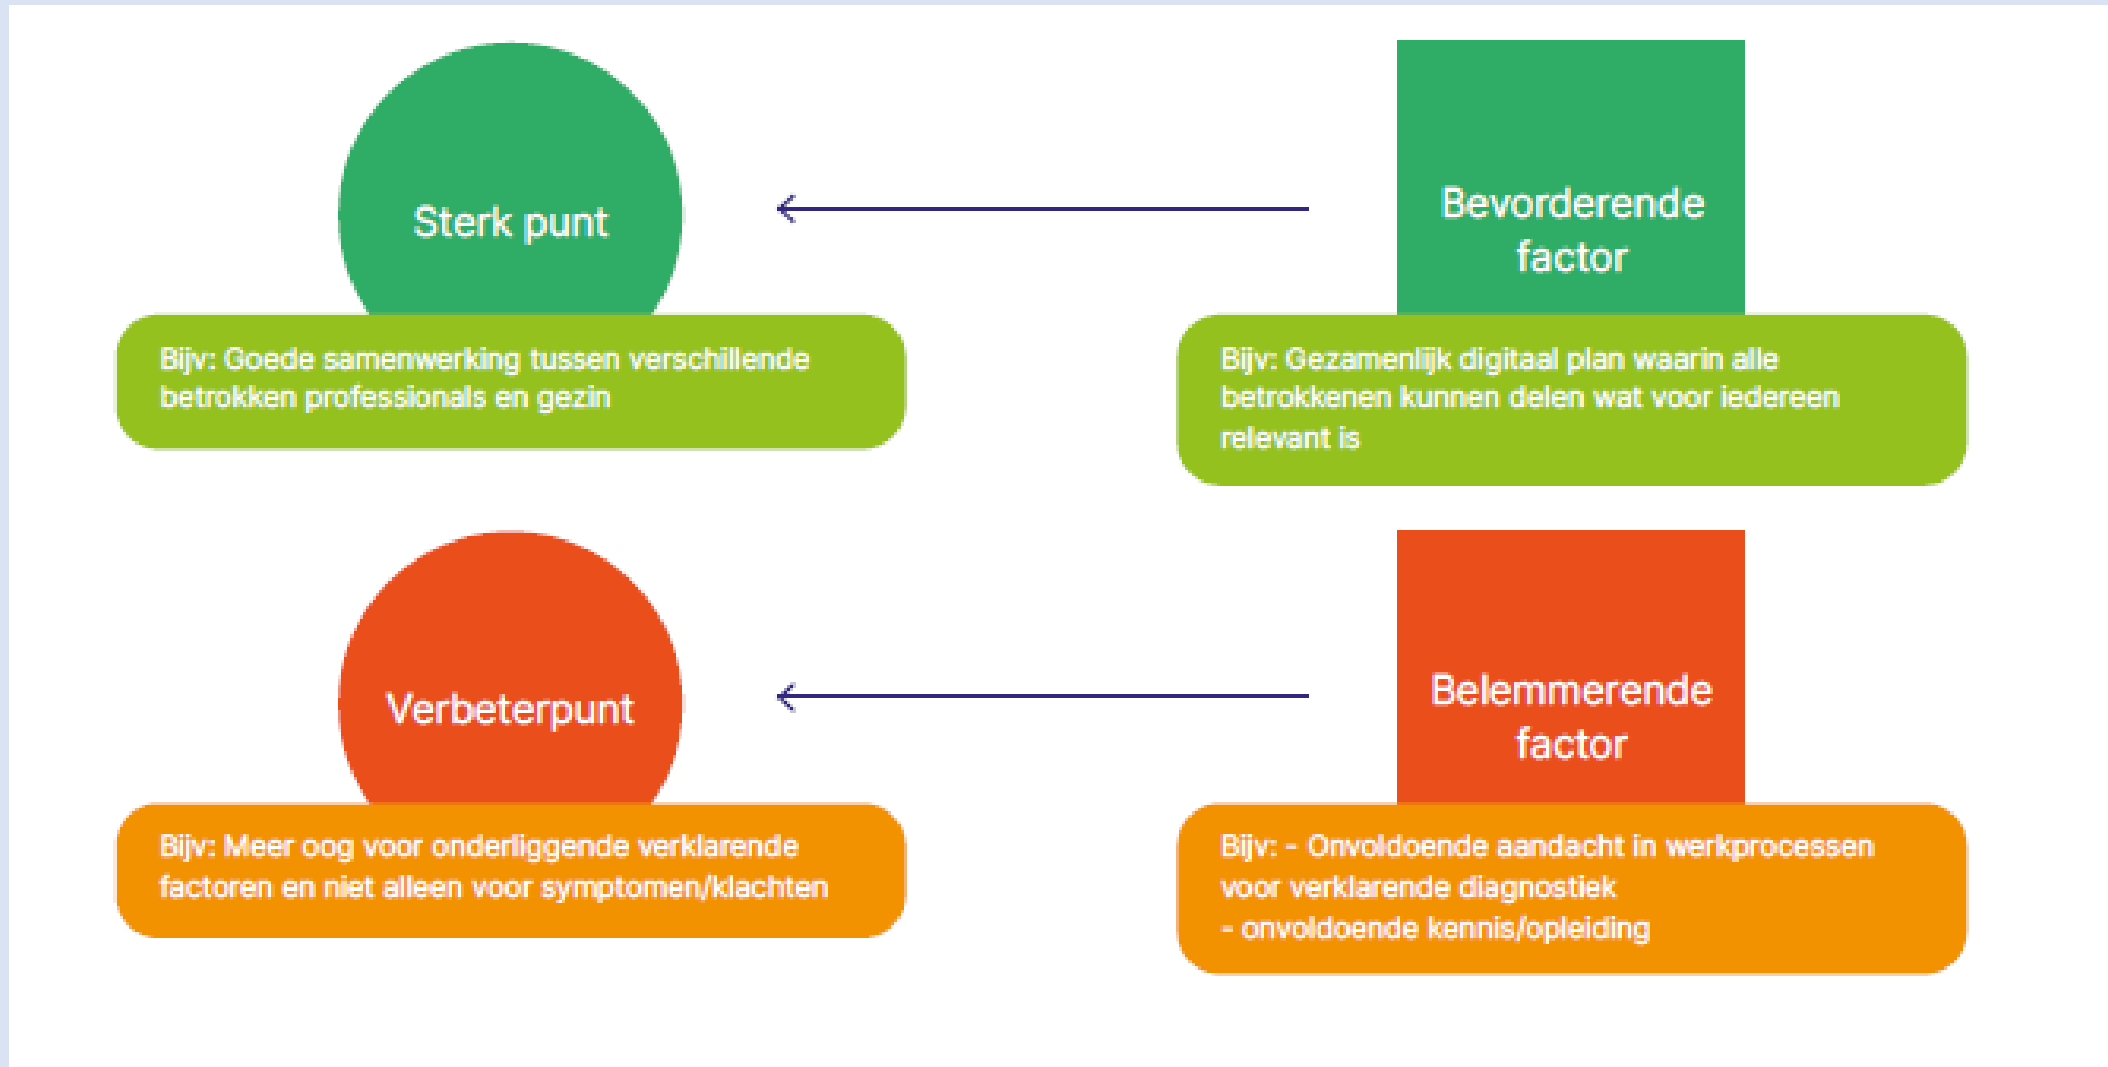 Sterk punt
Bijv: Goede samenwerking tussen verschillende
betrokken professionals en gezin
Bevorderende
factor
Bijv: Gezamenlijk digitaal plan waarin alle
betrokkenen kunnen delen wat voor iedereen
relevant is
Verbeterpunt
Bijv: Meer oog voor onderliggende verklarende
factoren en niet alleen voor symptomen/klachten
Belemmerende
factor
Bijv: - Onvoldoende aandacht in werkprocessen
voor verklarende diagnostiek
- onvoldoende kennis/opleiding